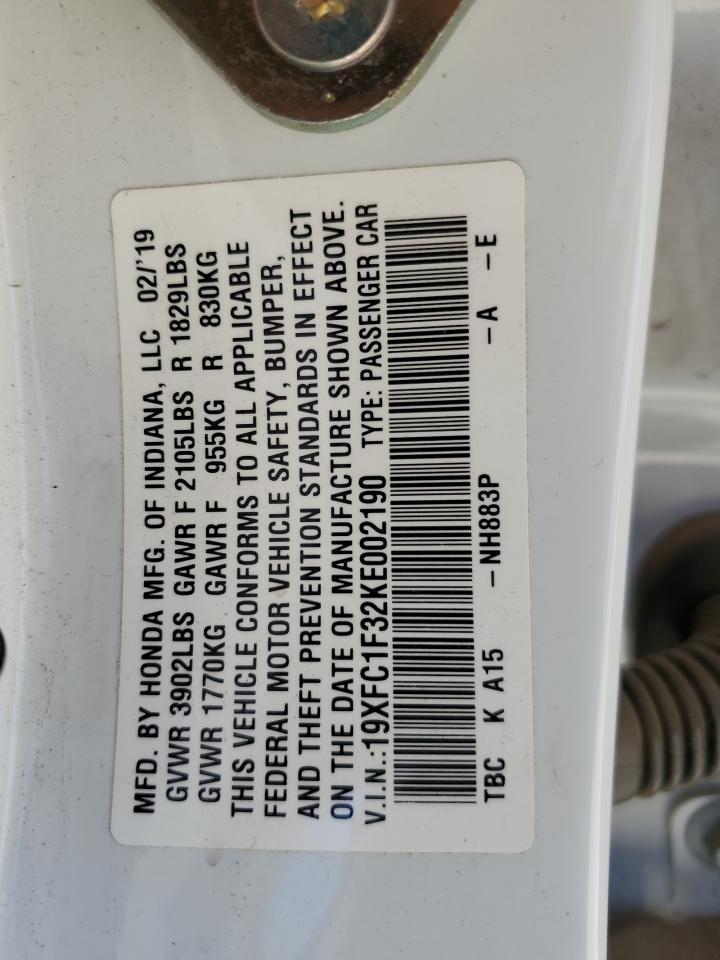 MFD. BY HONDA MFG. OF INDIANA, LLC 02/'19
GVWR 3902LBS GAWR F 2105LBS R 1829LBS
GVWR 1770KG GAWR F 955KG R 830KG
THIS VEHICLE CONFORMS TO ALL APPLICABLE
FEDERAL MOTOR VEHICLE SAFETY, BUMPER,
AND THEFT PREVENTION STANDARDS IN EFFECT
ON THE DATE OF MANUFACTURE SHOWN ABOVE.
V.I.N.:19XFC1F32KE002190 TYPE: PASSENGER CAR
TBC K A15 -NH883P -A -E